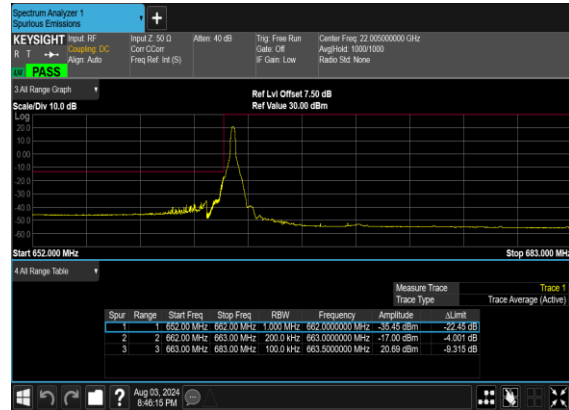 Spectrum Analyzer 1
Spurious Emissions
KEYSIGHT Input: RF Input Z: 50 Ω Atten: 40 dB Trig: Free Run Center Freq: 22.005000000 GHz
R T Coupling: DC Corr CCorr Gate: Off Avg|Hold: 1000/1000
Align: Auto Freq Ref: Int (S) IF Gain: Low Radio Std: None
LW PASS
3 All Range Graph
Ref Lvl Offset 7.50 dB
Scale/Div 10.0 dB Ref Value 30.00 dBm
Log
20.0
10.0
0.00
-10.0
-20.0
-30.0
-40.0
-50.0
-60.0
Start 652.000 MHz Stop 683.000 MHz
4 All Range Table
Measure Trace Trace 1
Trace Type Trace Average (Active)
Spur Range Start Freq Stop Freq RBW Frequency Amplitude ΔLimit
1 1 652.00 MHz 662.00 MHz 1.000 MHz 662.0000000 MHz -35.45 dBm -22.45 dB
2 2 662.00 MHz 663.00 MHz 200.0 kHz 663.0000000 MHz -17.00 dBm -4.001 dB
3 3 663.00 MHz 683.00 MHz 100.0 kHz 663.5000000 MHz 20.69 dBm -9.315 dB
Aug 03, 2024
8:46:15 PM